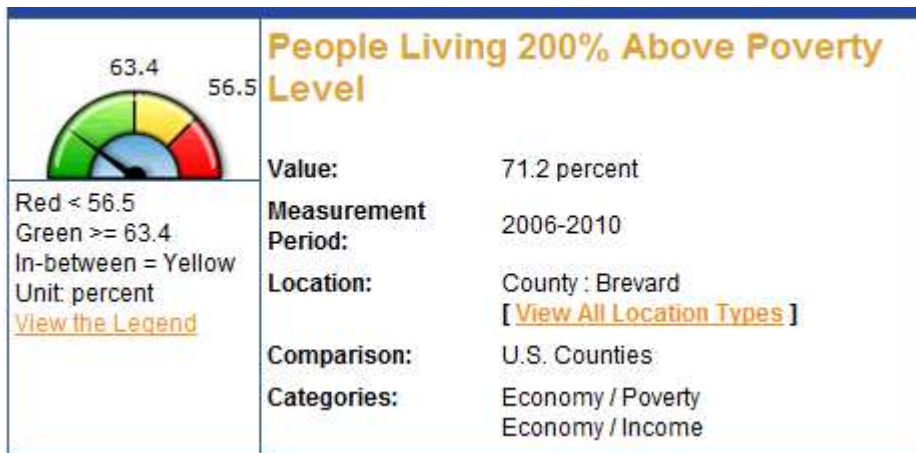 63.4
56.5
Red < 56.5
Green >= 63.4
In-between = Yellow
Unit: percent
View the Legend
People Living 200% Above Poverty
Level
Value: 71.2 percent
Measurement
Period: 2006-2010
Location: County : Brevard
[ View All Location Types ]
Comparison: U.S. Counties
Categories: Economy / Poverty
Economy / Income